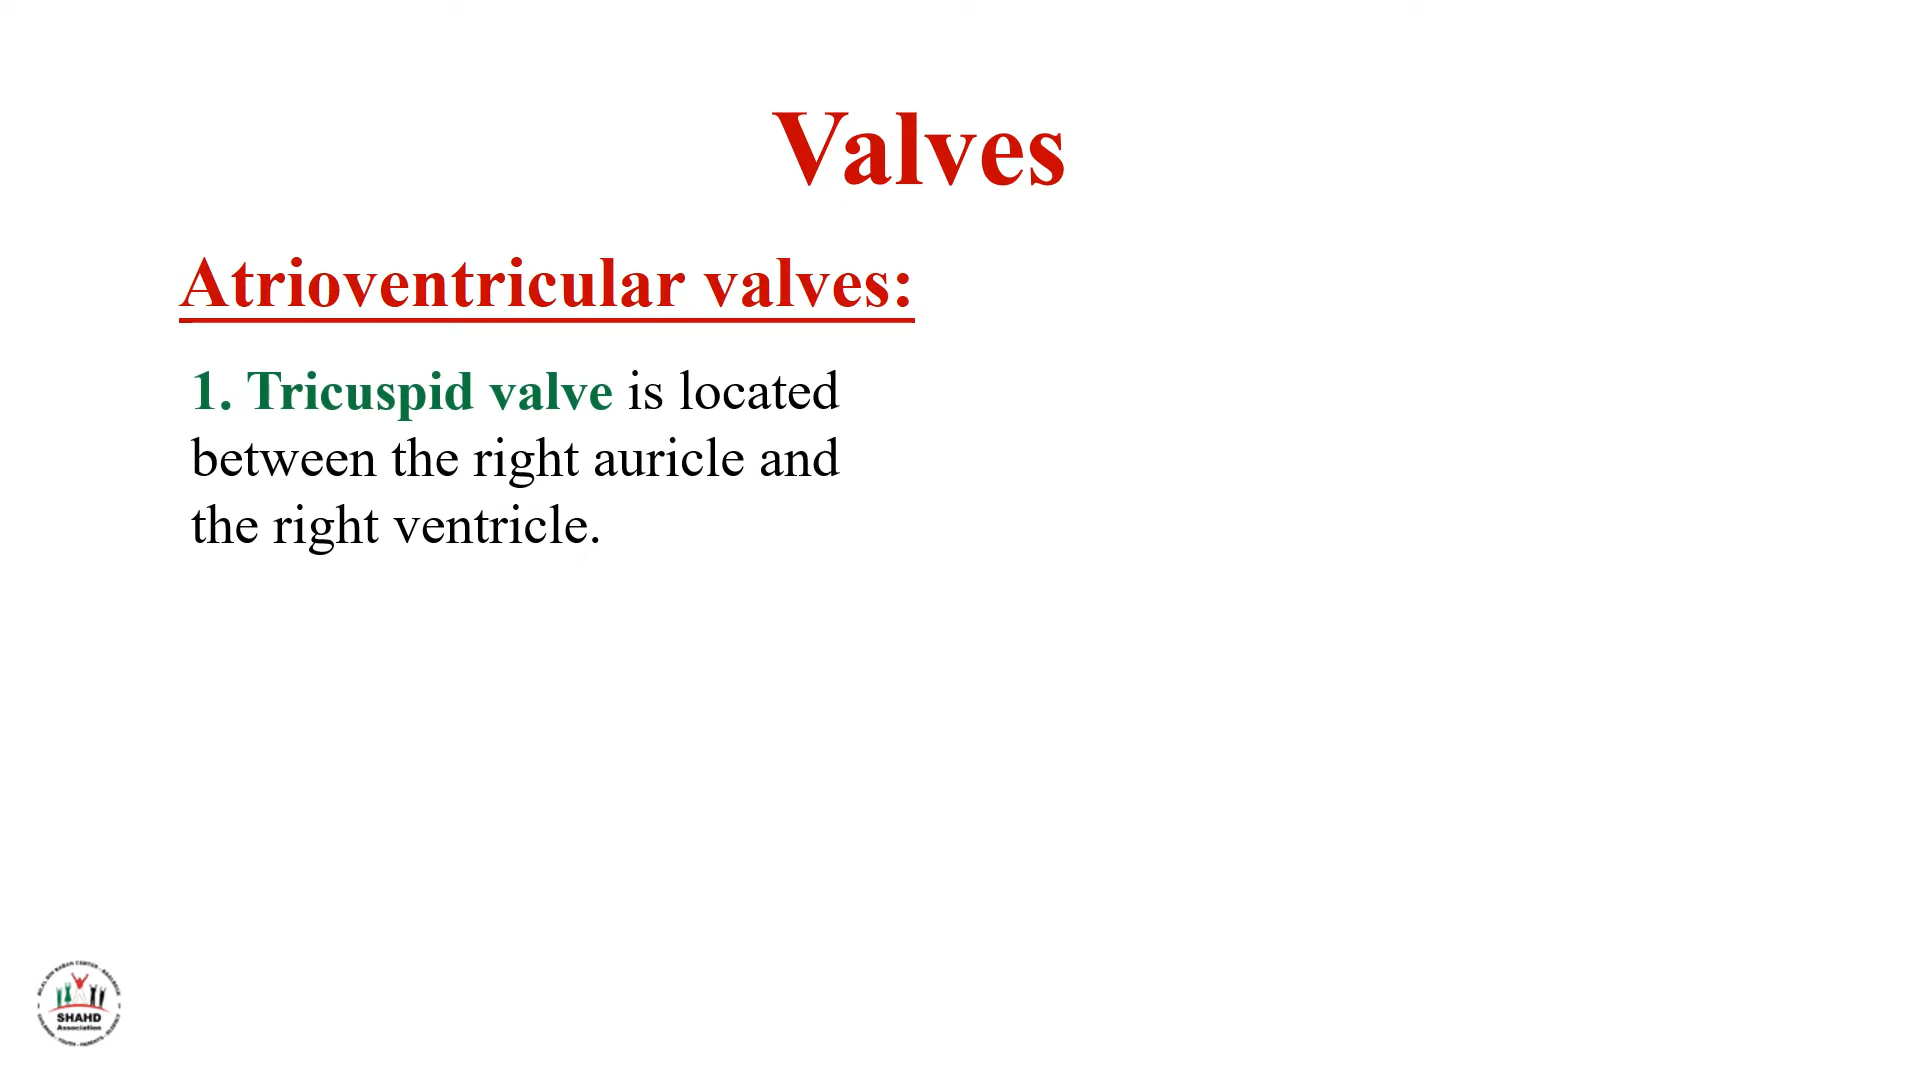 Valves
Atrioventricular valves:
1. Tricuspid valve is located
between the right auricle and
the right ventricle.
SHAHD
Association